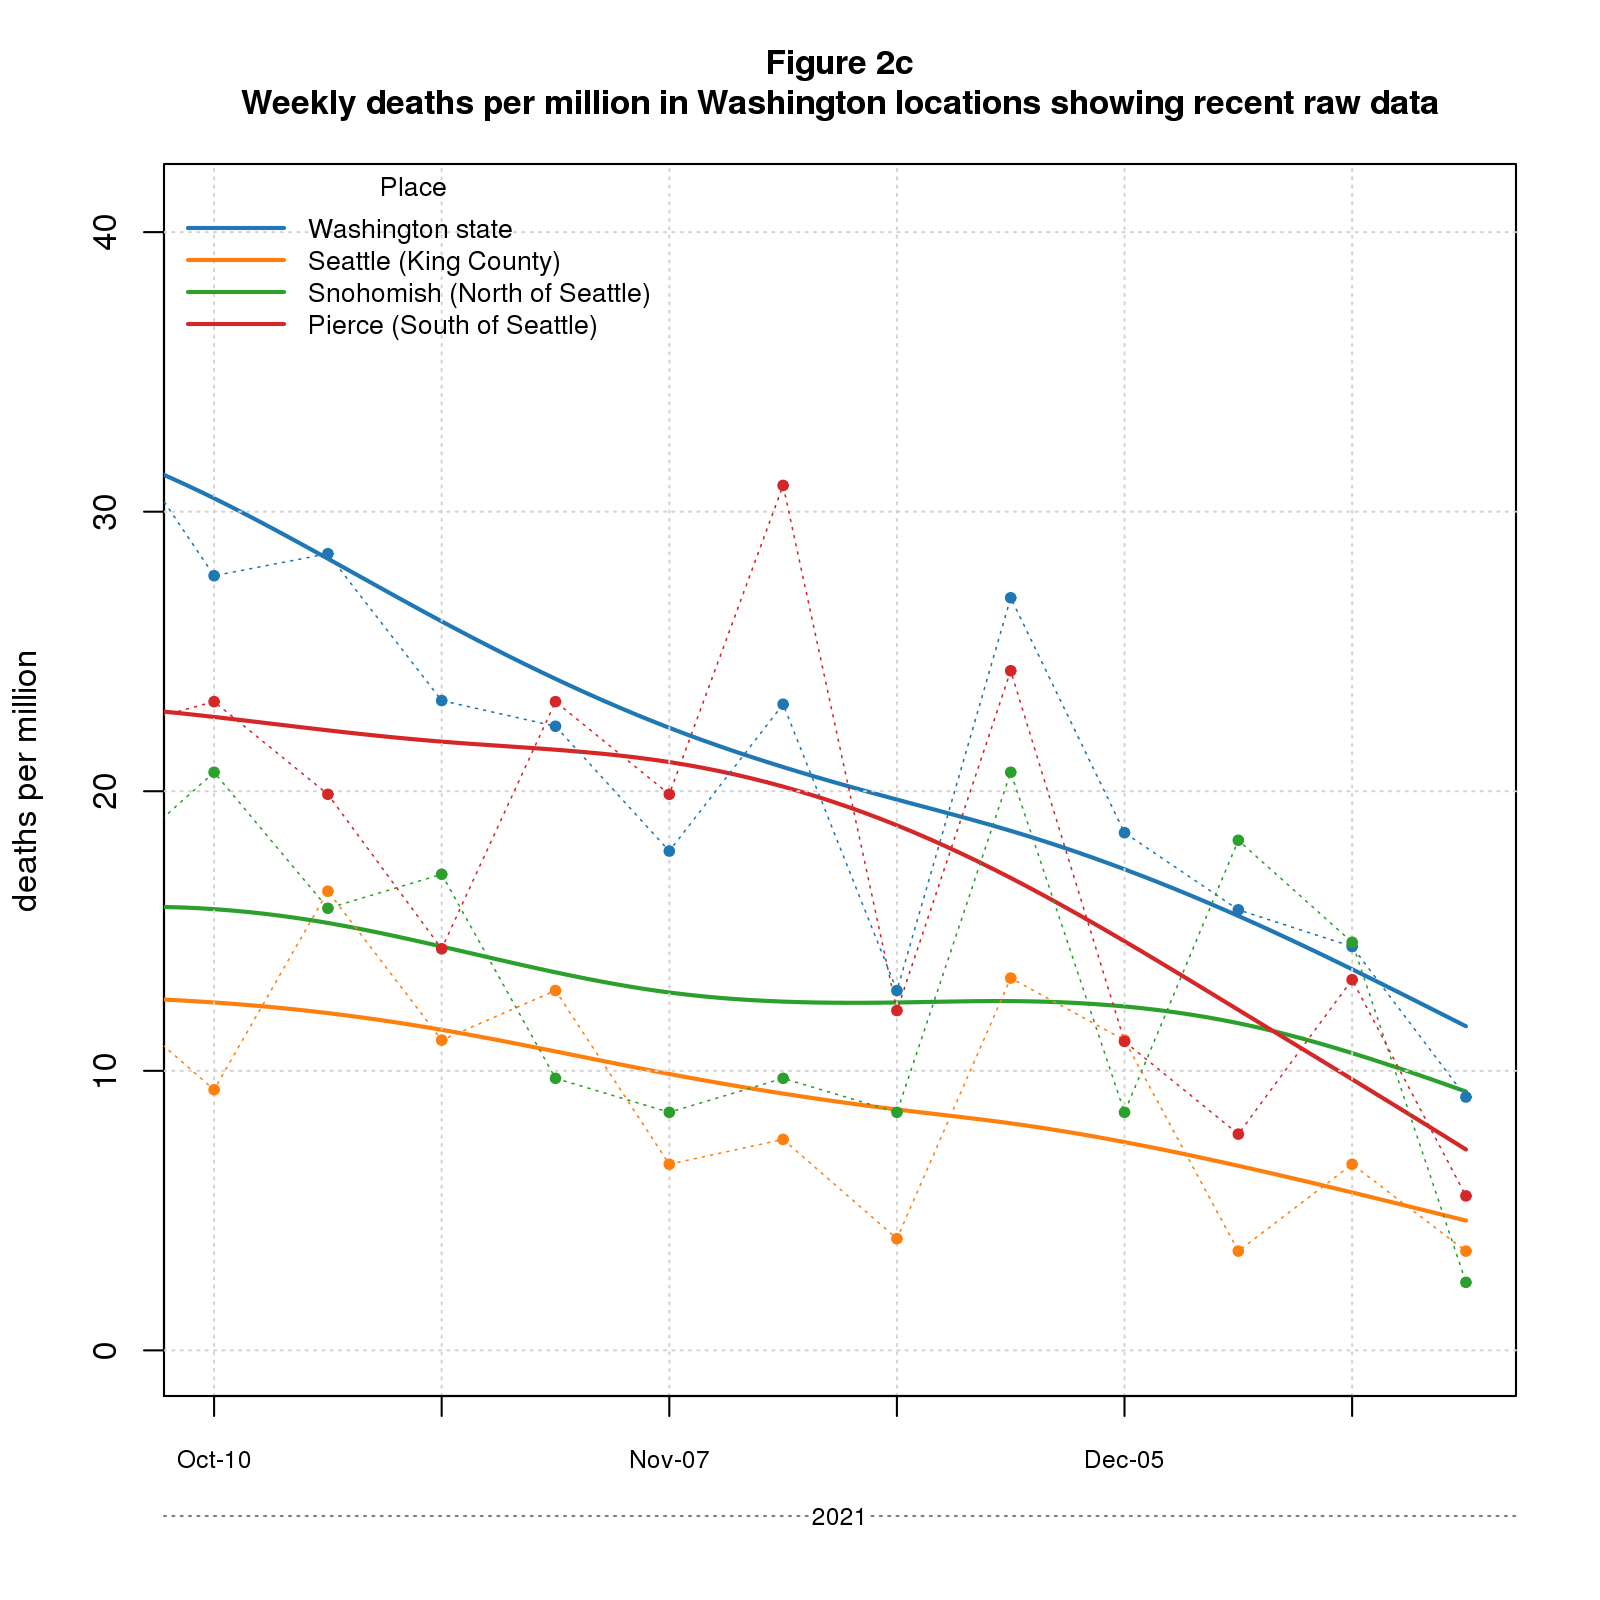 Figure 2c
Weekly deaths per million in Washington locations showing recent raw data
Place
Washington state
Seattle (King County)
Snohomish (North of Seattle)
Pierce (South of Seattle)
deaths per million
40
30
20
10
0
Oct-10
Nov-07
Dec-05
2021